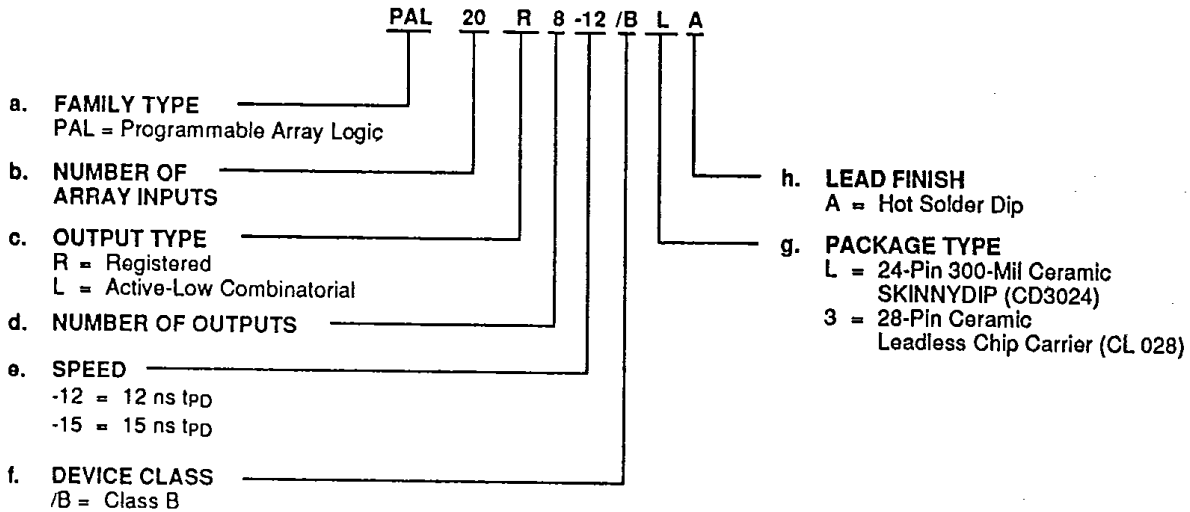 PAL 20 R 8 -12 /B L A
a. FAMILY TYPE
PAL = Programmable Array Logic
b. NUMBER OF
ARRAY INPUTS
c. OUTPUT TYPE
R = Registered
L = Active-Low Combinatorial
d. NUMBER OF OUTPUTS
e. SPEED
-12 = 12 ns tPD
-15 = 15 ns tPD
f. DEVICE CLASS
/B = Class B
h. LEAD FINISH
A = Hot Solder Dip
g. PACKAGE TYPE
L = 24-Pin 300-Mil Ceramic
SKINNYDIP (CD3024)
3 = 28-Pin Ceramic
Leadless Chip Carrier (CL 028)